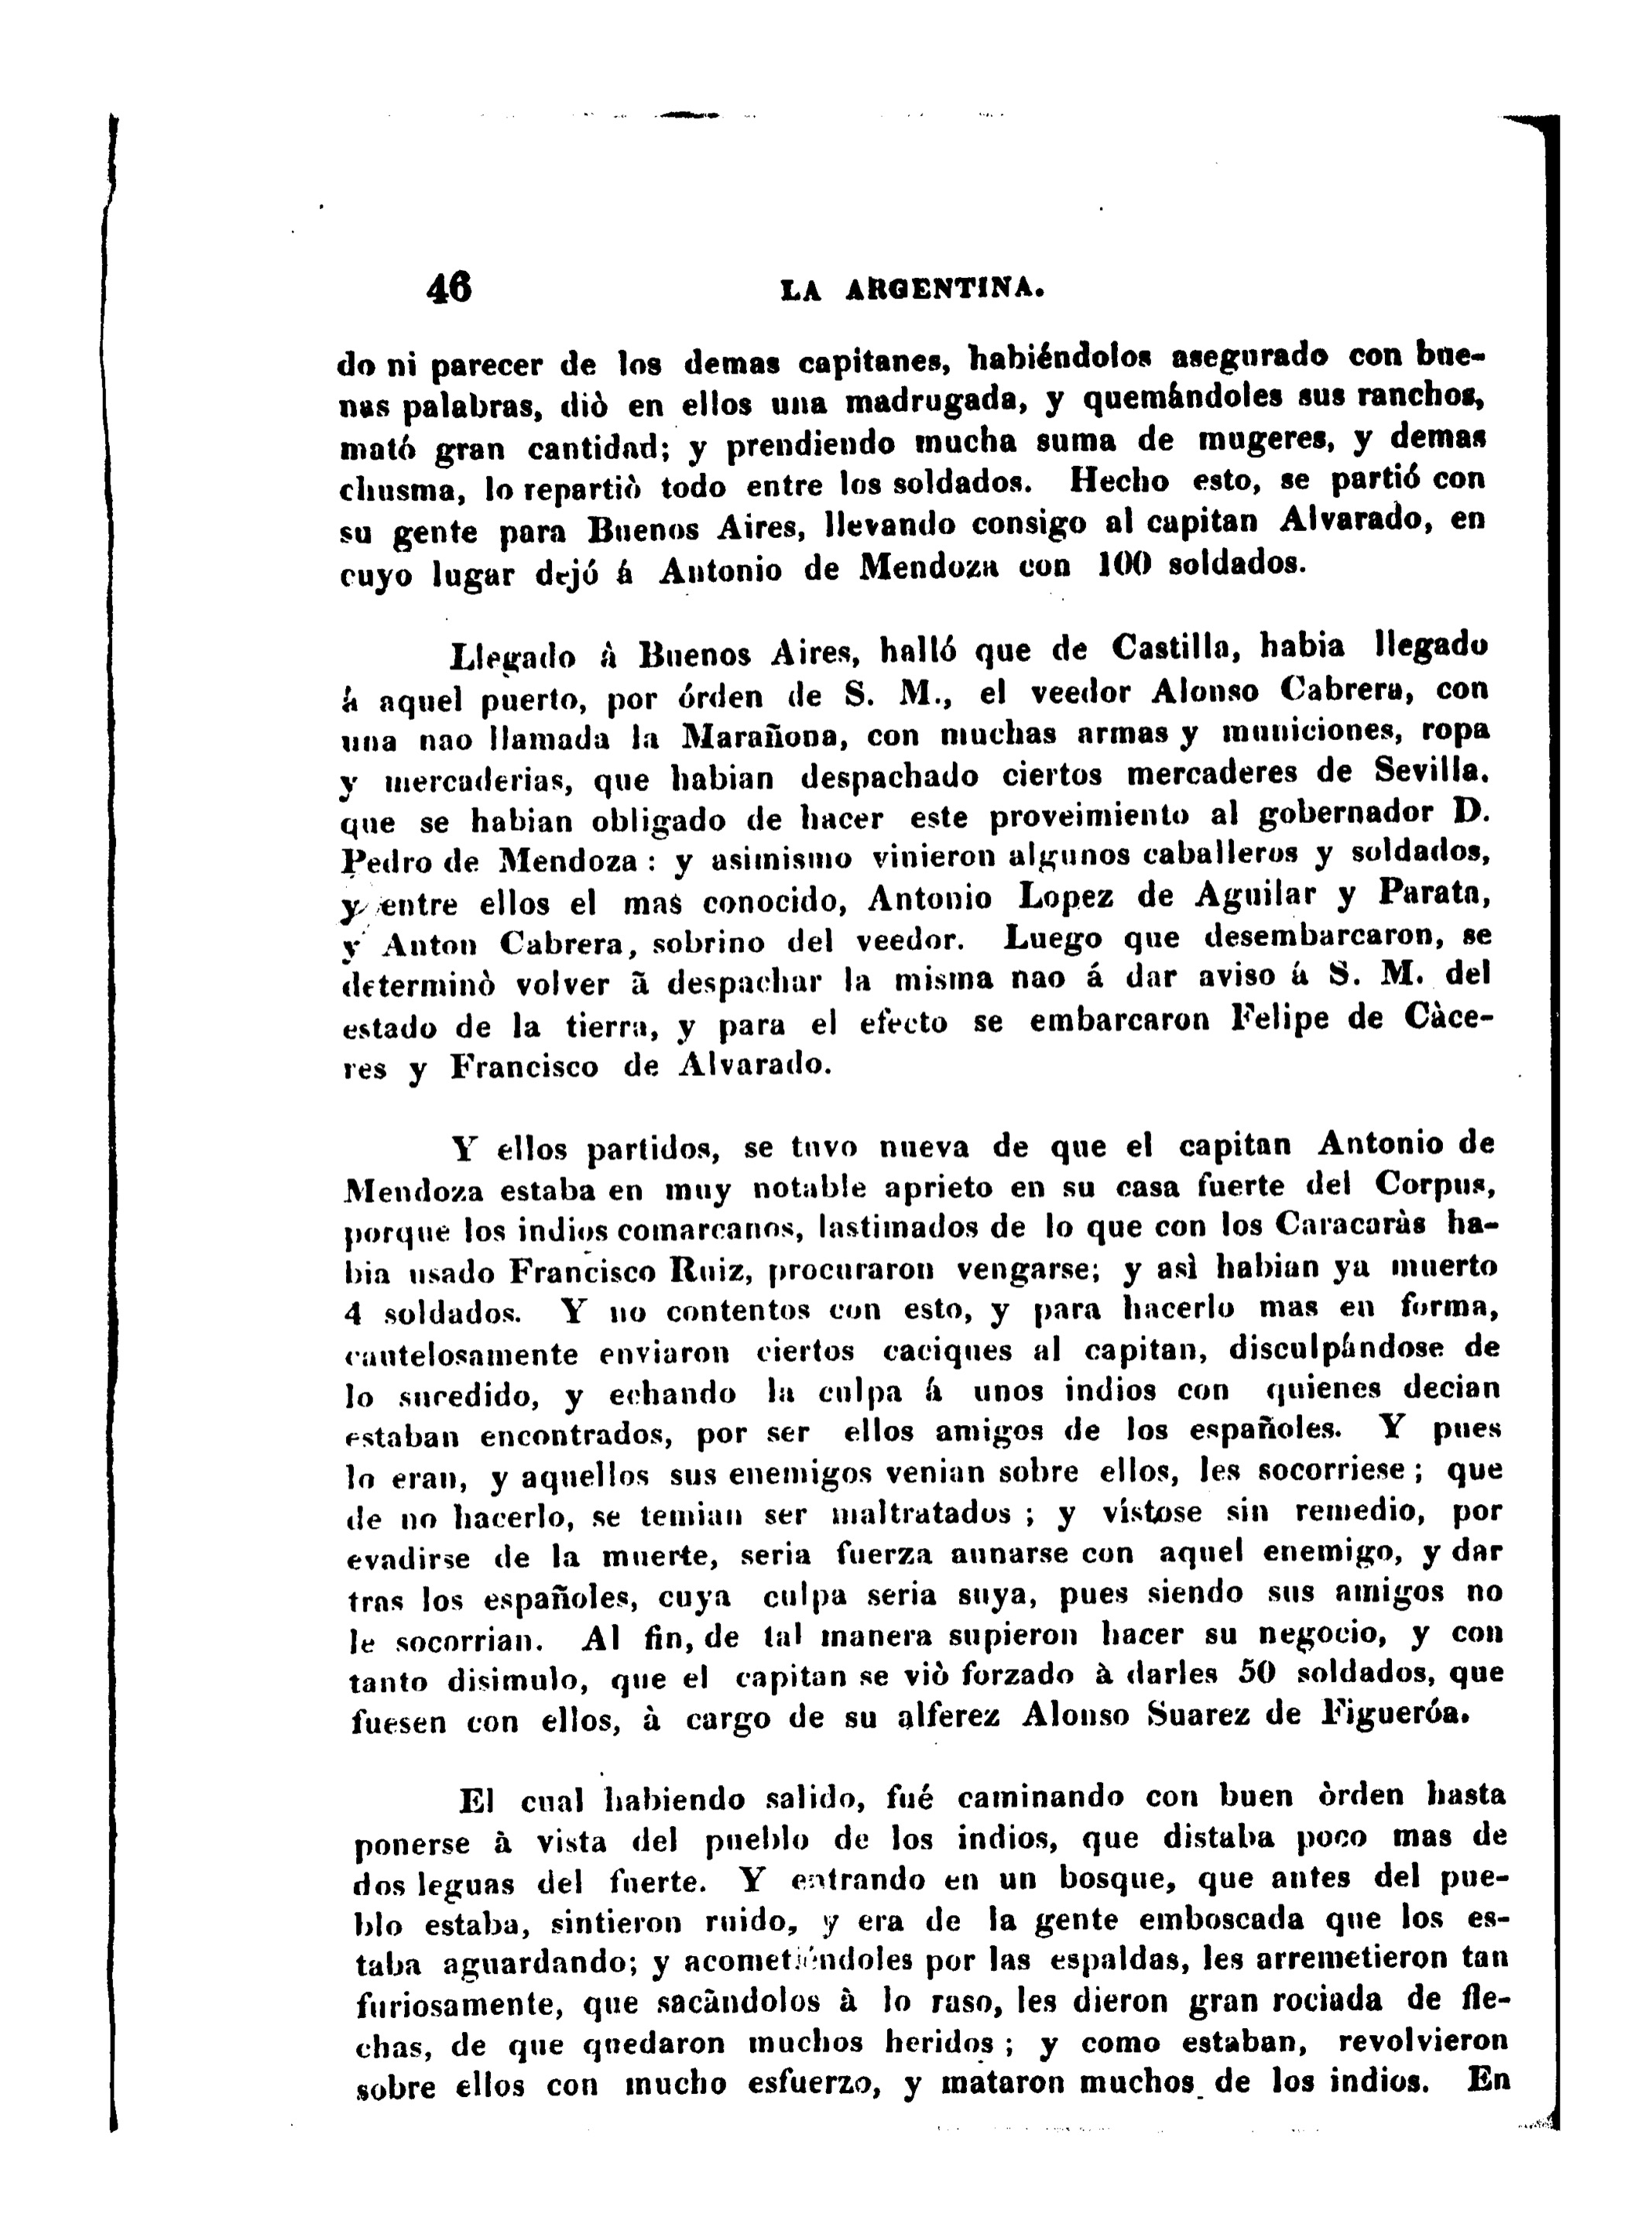 46 LA ARGENTINA.
do ni parecer de los demas capitanes, habiéndolos asegurado con bue-
nas palabras, diò en ellos una madrugada, y quemándoles sus ranchos,
mató gran cantidad; y prendiendo mucha suma de mugeres, y demas
chusma, lo repartiò todo entre los soldados. Hecho esto, se partió con
su gente para Buenos Aires, llevando consigo al capitan Alvarado, en
cuyo lugar dejó á Antonio de Mendoza con 100 soldados.
Llegado à Buenos Aires, halló que de Castilla, habia llegado
á aquel puerto, por órden de S. M., el veedor Alonso Cabrera, con
una nao llamada la Marañona, con muchas armas y municiones, ropa
y mercaderias, que habian despachado ciertos mercaderes de Sevilla.
que se habian obligado de hacer este proveimiento al gobernador D.
Pedro de Mendoza : y asimismo vinieron algunos caballeros y soldados,
y entre ellos el mas conocido, Antonio Lopez de Aguilar y Parata,
y Anton Cabrera, sobrino del veedor. Luego que desembarcaron, se
determinò volver ã despachar la misma nao á dar aviso á S. M. del
estado de la tierra, y para el efecto se embarcaron Felipe de Càce-
res y Francisco de Alvarado.
Y ellos partidos, se tuvo nueva de que el capitan Antonio de
Mendoza estaba en muy notable aprieto en su casa fuerte del Corpus,
porque los indios comarcanos, lastimados de lo que con los Caracaràs ha-
bia usado Francisco Ruiz, procuraron vengarse; y asì habian ya muerto
4 soldados. Y no contentos con esto, y para hacerlo mas en forma,
cautelosamente enviaron ciertos caciques al capitan, disculpándose de
lo sucedido, y echando la culpa á unos indios con quienes decian
estaban encontrados, por ser ellos amigos de los españoles. Y pues
lo eran, y aquellos sus enemigos venian sobre ellos, les socorriese ; que
de no hacerlo, se temian ser maltratados ; y vístose sin remedio, por
evadirse de la muerte, seria fuerza aunarse con aquel enemigo, y dar
tras los españoles, cuya culpa seria suya, pues siendo sus amigos no
le socorrian. Al fin, de tal manera supieron hacer su negocio, y con
tanto disimulo, que el capitan se viò forzado à darles 50 soldados, que
fuesen con ellos, à cargo de su alferez Alonso Suarez de Figueróa.
El cual habiendo salido, fué caminando con buen òrden hasta
ponerse à vista del pueblo de los indios, que distaba poco mas de
dos leguas del fuerte. Y entrando en un bosque, que antes del pue-
blo estaba, sintieron ruido, y era de la gente emboscada que los es-
taba aguardando; y acometiéndoles por las espaldas, les arremetieron tan
furiosamente, que sacãndolos à lo raso, les dieron gran rociada de fle-
chas, de que quedaron muchos heridos ; y como estaban, revolvieron
sobre ellos con mucho esfuerzo, y mataron muchos de los indios. En